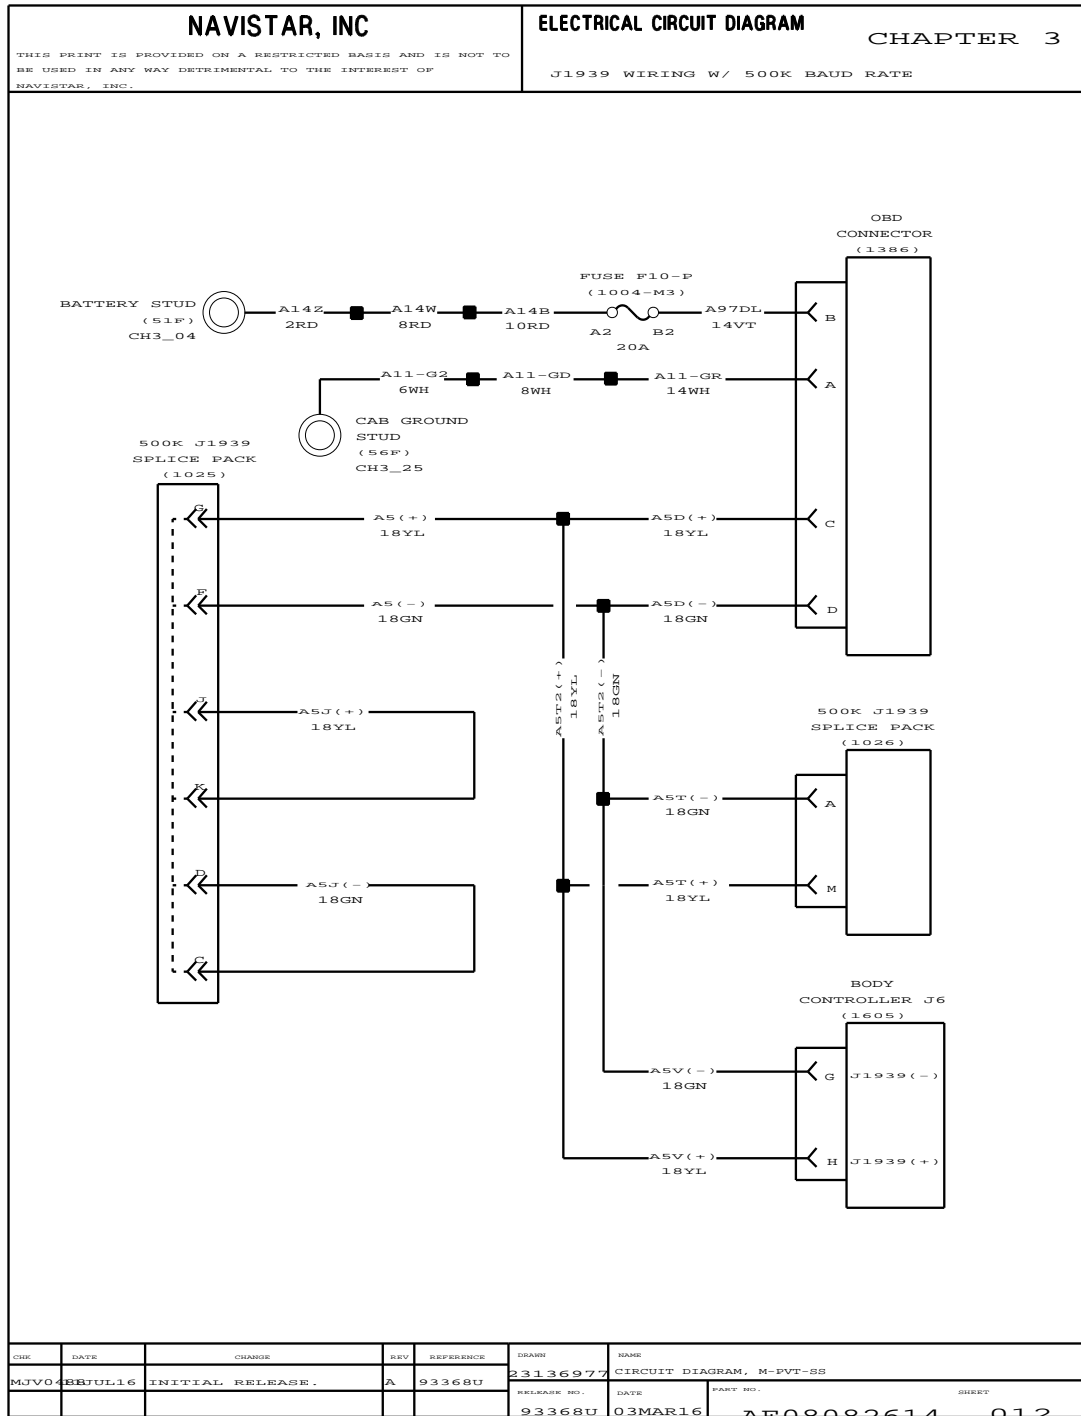 NAVISTAR, INC
THIS PRINT IS PROVIDED ON A RESTRICTED BASIS AND IS NOT TO
BE USED IN ANY WAY DETRIMENTAL TO THE INTEREST OF
NAVISTAR, INC.
ELECTRICAL CIRCUIT DIAGRAM
CHAPTER 3
J1939 WIRING W/ 500K BAUD RATE
OBD
CONNECTOR
(1386)
BATTERY STUD
(51F)
CH3_04
A14Z
2RD
A14W
8RD
A14B
10RD
FUSE F10-P
(1004-M3)
A2
B2
20A
A97DL
14VT
B
A11-G2
6WH
A11-GD
8WH
A11-GR
14WH
A
CAB GROUND
STUD
(56F)
CH3_25
500K J1939
SPLICE PACK
(1025)
G
A5(+)
18YL
A5D(+)
18YL
C
F
A5(-)
18GN
A5D(-)
18GN
D
A5T2(+)
18YL
A5T2(-)
18GN
J
A5J(+)
18YL
K
500K J1939
SPLICE PACK
(1026)
A5T(-)
18GN
A
D
A5J(-)
18GN
A5T(+)
18YL
M
C
BODY
CONTROLLER J6
(1605)
A5V(-)
18GN
G
J1939(-)
A5V(+)
18YL
H
J1939(+)
CHK
DATE
CHANGE
REV
REFERENCE
DRAWN
NAME
INITIAL RELEASE.
A
93368U
23136977
CIRCUIT DIAGRAM, M-PVT-SS
RELEASE NO.
DATE
PART NO.
SHEET
93368U
03MAR16
AE08082614
012